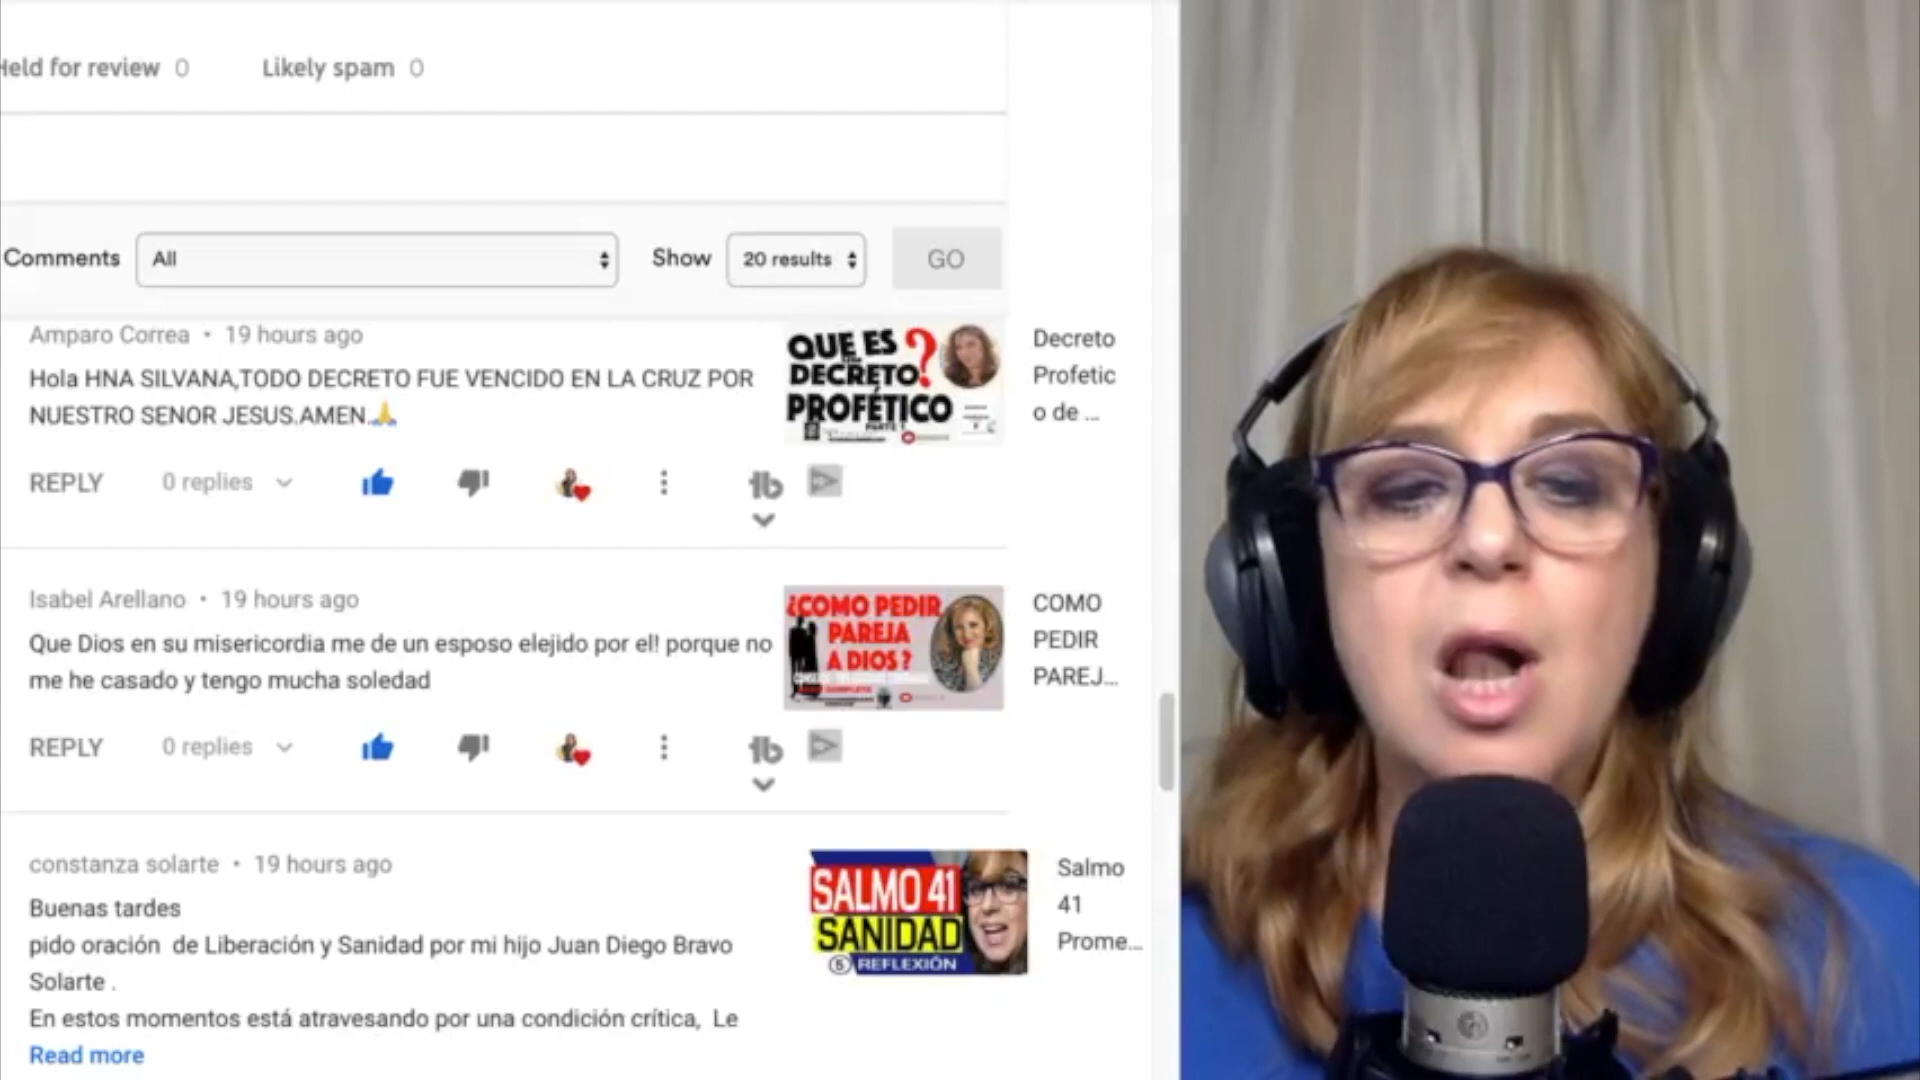 Held for review 0
Likely spam 0
Comments
All
Show
20 results
GO
Amparo Correa • 19 hours ago
Hola HNA SILVANA,TODO DECRETO FUE VENCIDO EN LA CRUZ POR
NUESTRO SENOR JESUS.AMEN.🙏
QUE ES
DECRETO?
PROFÉTICO
PARTE 1
Decreto
Profetic
o de ...
REPLY
0 replies
Isabel Arellano • 19 hours ago
Que Dios en su misericordia me de un esposo elejido por el! porque no
me he casado y tengo mucha soledad
¿COMO PEDIR
PAREJA
A DIOS?
COMO
PEDIR
PAREJ...
REPLY
0 replies
constanza solarte • 19 hours ago
Buenas tardes
pido oración de Liberación y Sanidad por mi hijo Juan Diego Bravo
Solarte .
En estos momentos está atravesando por una condición crítica, Le
Read more
SALMO 41
SANIDAD
5 REFLEXIÓN
Salmo
41
Prome...